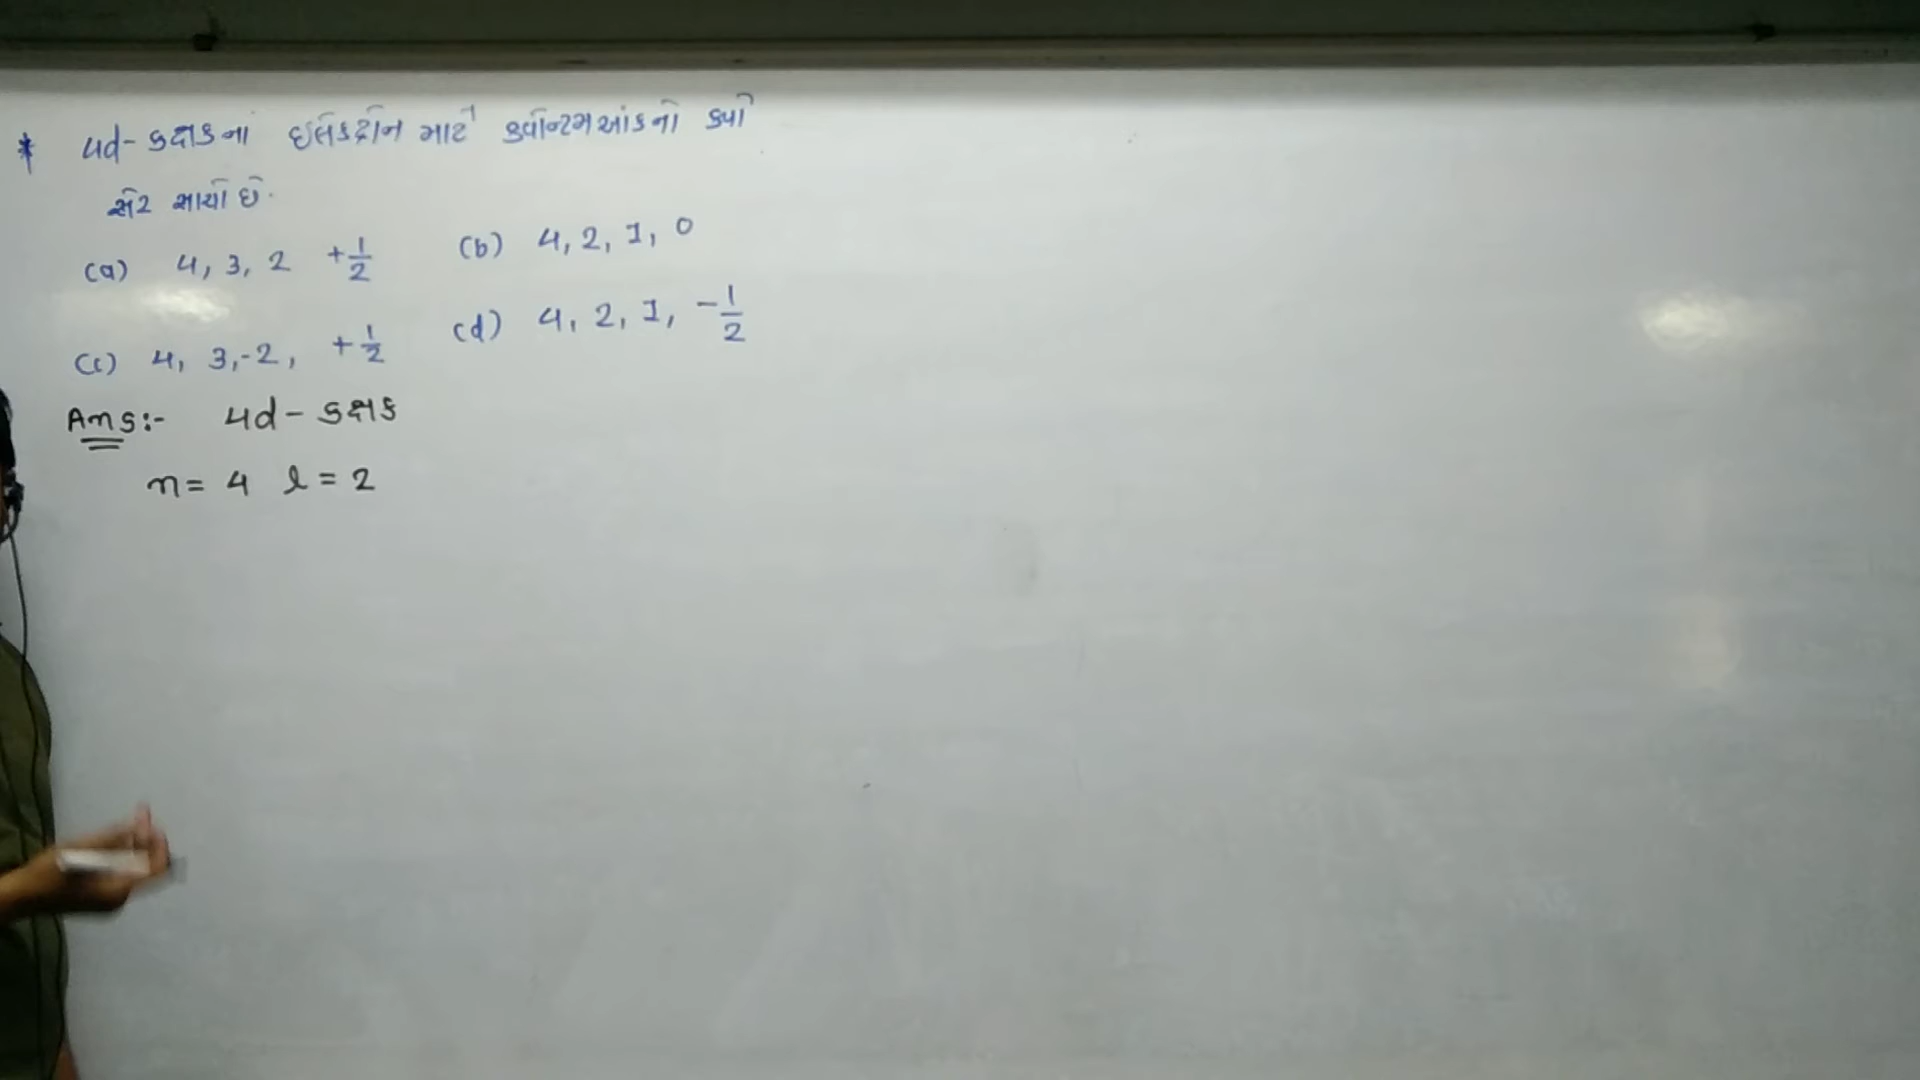 * 4d- કક્ષકનાં ઇલેક્ટ્રોન માટે ક્વોન્ટમઆંકનો ક્યો
સેટ સાચો છે.
(a) 4, 3, 2 +1/2 (b) 4, 2, 1, 0
(c) 4, 3, -2, +1/2 (d) 4, 2, 1, -1/2
Ans:- 4d - કક્ષક
n = 4 l = 2